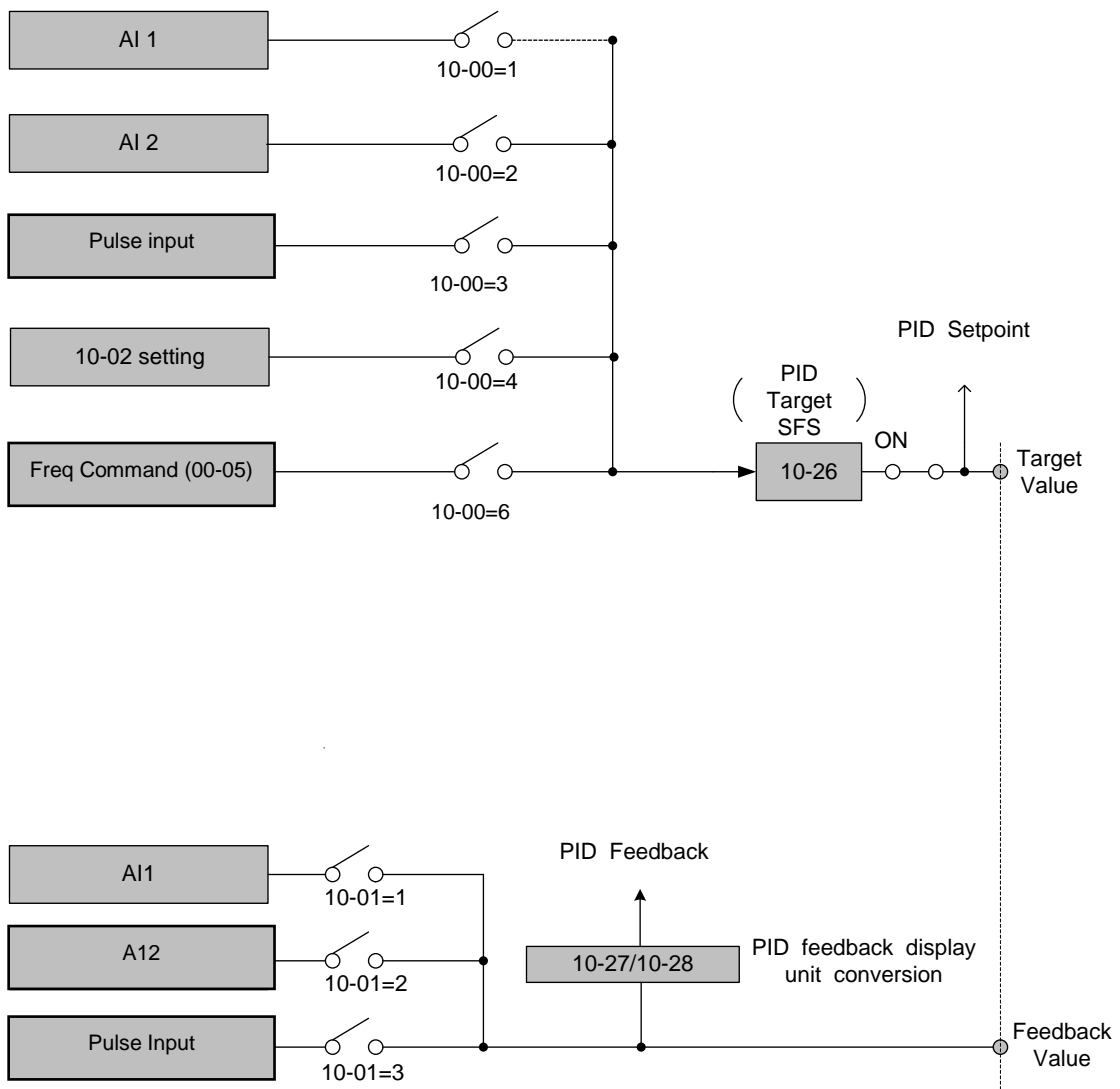 AI 1
10-00=1
AI 2
10-00=2
Pulse input
10-00=3
10-02 setting
10-00=4
Freq Command (00-05)
10-00=6
PID Setpoint
( PID
Target )
SFS
10-26
ON
Target
Value
AI1
10-01=1
A12
10-01=2
Pulse Input
10-01=3
PID Feedback
10-27/10-28
PID feedback display
unit conversion
Feedback
Value